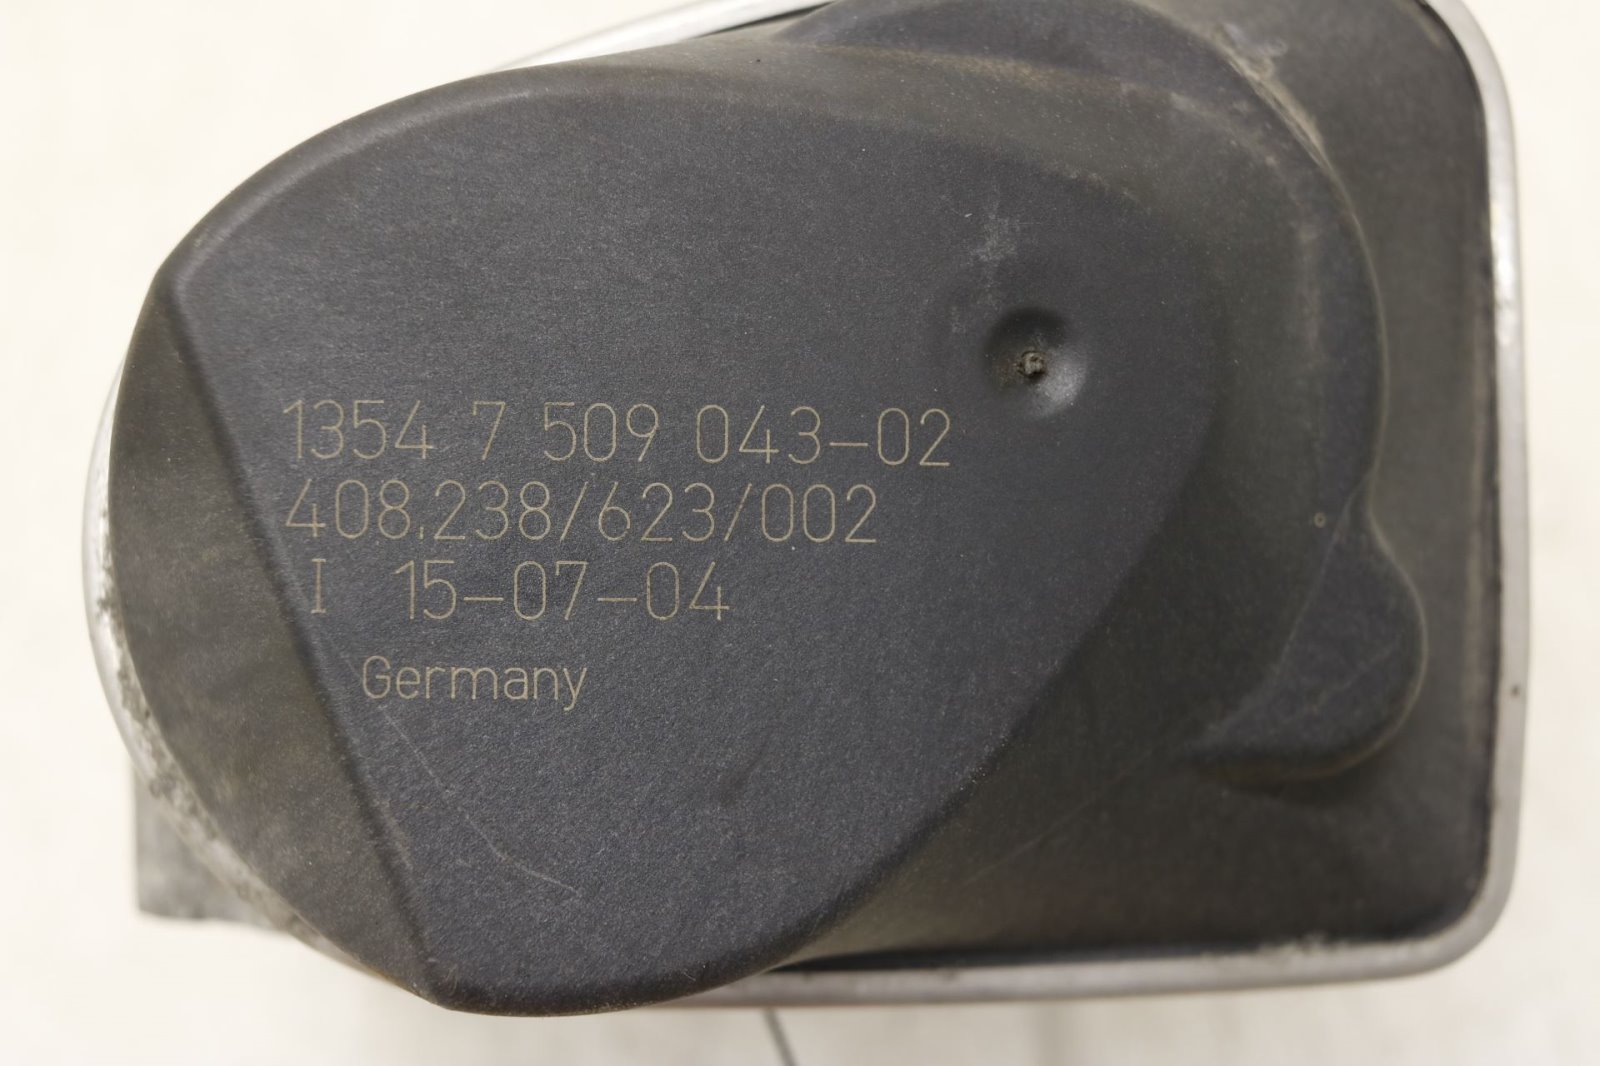 1354 7 509 043-02
408.238/623/002
I 15-07-04
Germany